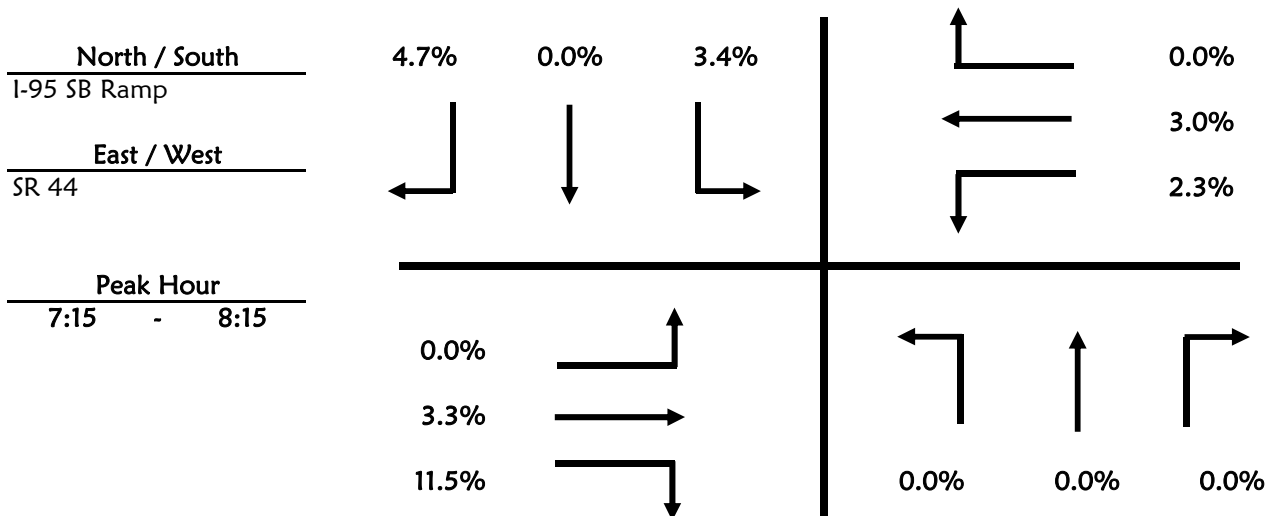 North / South
I-95 SB Ramp
East / West
SR 44
Peak Hour
7:15 - 8:15
4.7% 0.0% 3.4%
0.0%
3.0%
2.3%
0.0%
3.3%
11.5%
0.0% 0.0% 0.0%